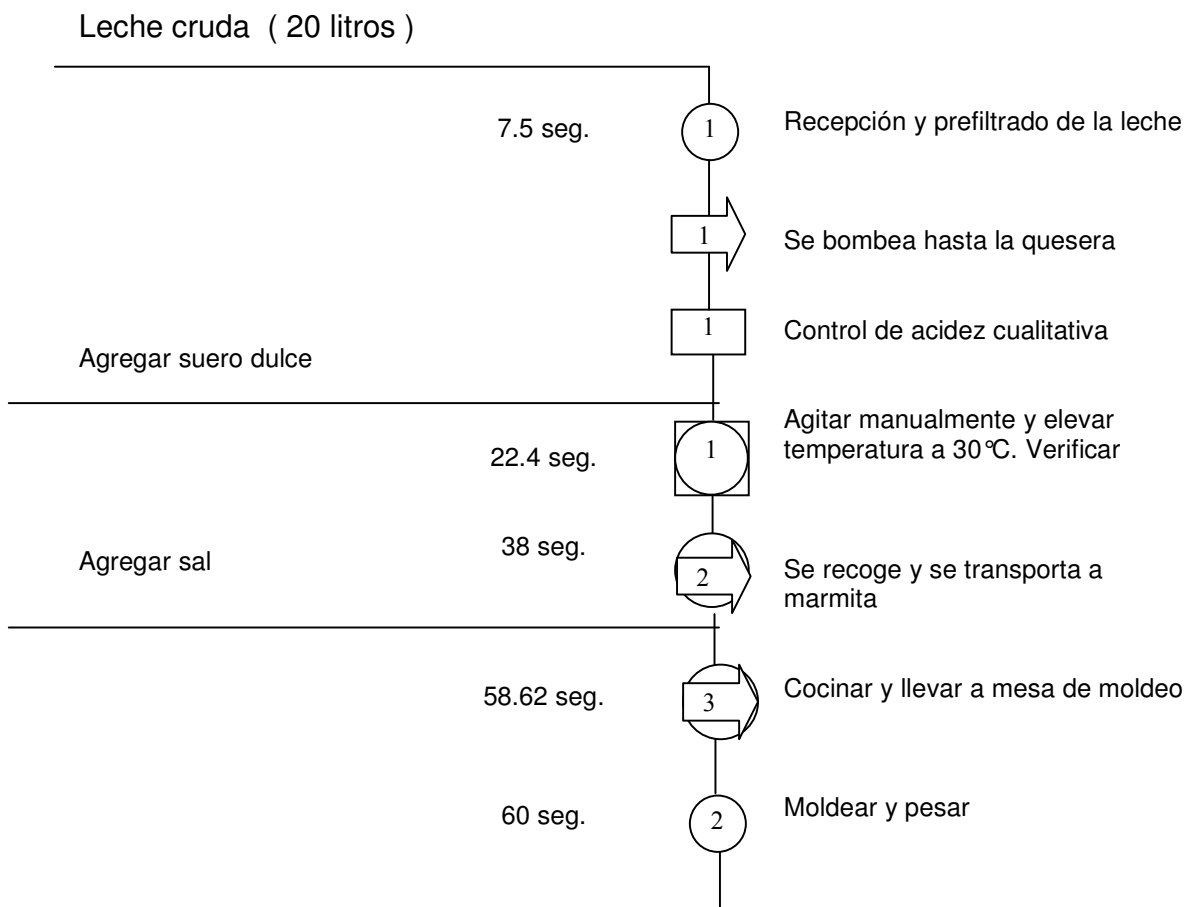 Leche cruda ( 20 litros )
7.5 seg.
1
Recepción y prefiltrado de la leche
1
Se bombea hasta la quesera
1
Control de acidez cualitativa
Agregar suero dulce
22.4 seg.
1
Agitar manualmente y elevar
temperatura a 30°C. Verificar
Agregar sal
38 seg.
2
Se recoge y se transporta a
marmita
58.62 seg.
3
Cocinar y llevar a mesa de moldeo
60 seg.
2
Moldear y pesar